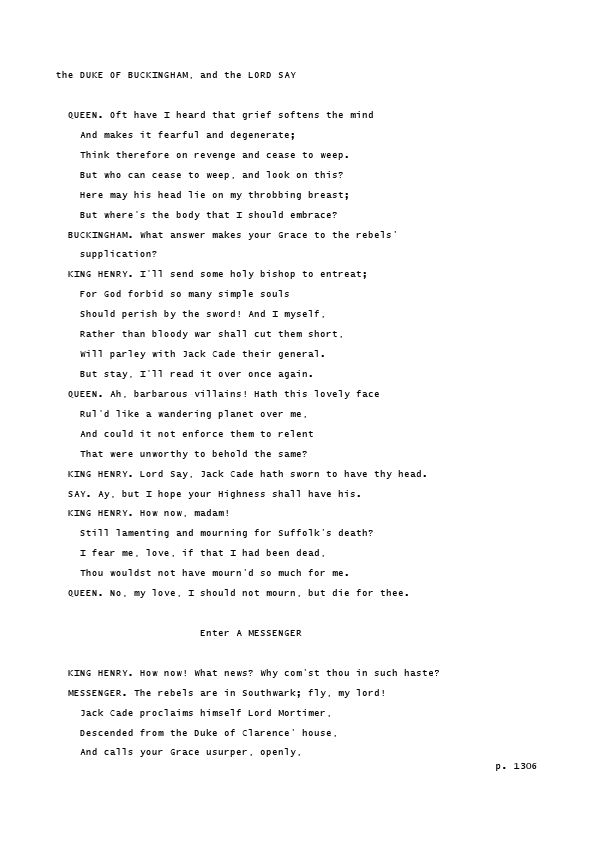 the DUKE OF BUCKINGHAM, and the LORD SAY
QUEEN. Oft have I heard that grief softens the mind
And makes it fearful and degenerate;
Think therefore on revenge and cease to weep.
But who can cease to weep, and look on this?
Here may his head lie on my throbbing breast;
But where's the body that I should embrace?
BUCKINGHAM. What answer makes your Grace to the rebels'
supplication?
KING HENRY. I'll send some holy bishop to entreat;
For God forbid so many simple souls
Should perish by the sword! And I myself,
Rather than bloody war shall cut them short,
Will parley with Jack Cade their general.
But stay, I'll read it over once again.
QUEEN. Ah, barbarous villains! Hath this lovely face
Rul'd like a wandering planet over me,
And could it not enforce them to relent
That were unworthy to behold the same?
KING HENRY. Lord Say, Jack Cade hath sworn to have thy head.
SAY. Ay, but I hope your Highness shall have his.
KING HENRY. How now, madam!
Still lamenting and mourning for Suffolk's death?
I fear me, love, if that I had been dead,
Thou wouldst not have mourn'd so much for me.
QUEEN. No, my love, I should not mourn, but die for thee.
Enter A MESSENGER
KING HENRY. How now! What news? Why com'st thou in such haste?
MESSENGER. The rebels are in Southwark; fly, my lord!
Jack Cade proclaims himself Lord Mortimer,
Descended from the Duke of Clarence' house,
And calls your Grace usurper, openly,
p. 1306